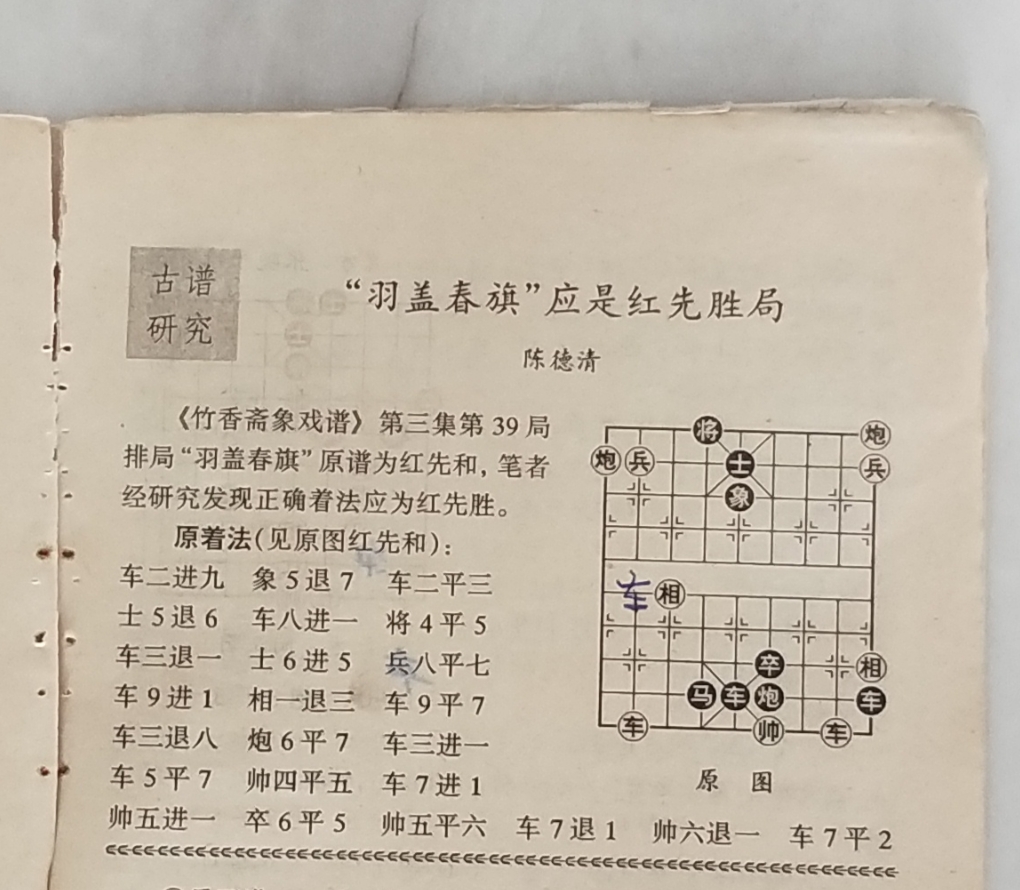 古谱
研究
“羽盖春旗”应是红先胜局
陈德清
《竹香斋象戏谱》第三集第39局
排局“羽盖春旗”原谱为红先和，笔者
经研究发现正确着法应为红先胜。
原着法(见原图红先和)：
车二进九 象5退7 车二平三
士5退6 车八进一 将4平5
车三退一 士6进5 兵八平七
车9进1 相一退三 车9平7
车三退八 炮6平7 车三进一
车5平7 帅四平五 车7进1
帅五进一 卒6平5 帅五平六 车7退1 帅六退一 车7平2
将 炮
炮 兵 士 兵
象
车 相
卒 相
马 车 炮 车
车 帅 车
原 图